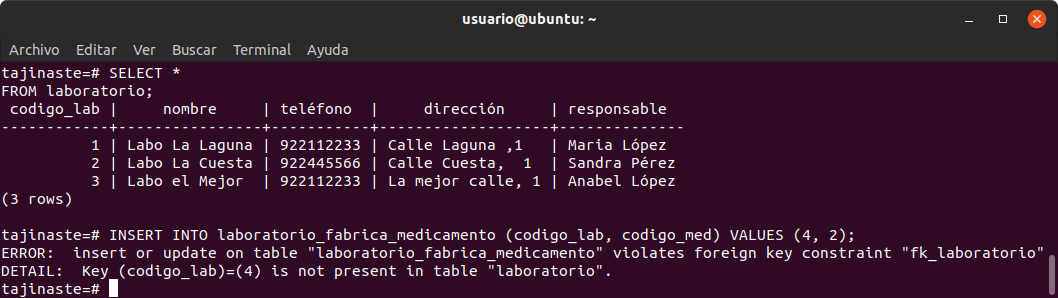 usuario@ubuntu: ~
Archivo Editar Ver Buscar Terminal Ayuda
tajinaste=# SELECT *
FROM laboratorio;
 codigo_lab |     nombre     | teléfono  |     dirección     | responsable
------------+----------------+-----------+-------------------+--------------
          1 | Labo La Laguna | 922112233 | Calle Laguna ,1   | Maria López
          2 | Labo La Cuesta | 922445566 | Calle Cuesta,  1  | Sandra Pérez
          3 | Labo el Mejor  | 922112233 | La mejor calle, 1 | Anabel López
(3 rows)
tajinaste=# INSERT INTO laboratorio_fabrica_medicamento (codigo_lab, codigo_med) VALUES (4, 2);
ERROR:  insert or update on table "laboratorio_fabrica_medicamento" violates foreign key constraint "fk_laboratorio"
DETAIL:  Key (codigo_lab)=(4) is not present in table "laboratorio".
tajinaste=#